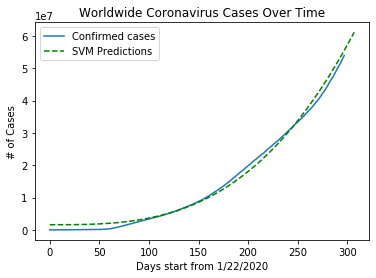 Worldwide Coronavirus Cases Over Time
1e7
Confirmed cases
SVM Predictions
6
5
4
3
2
1
0
# of Cases
0 50 100 150 200 250 300
Days start from 1/22/2020